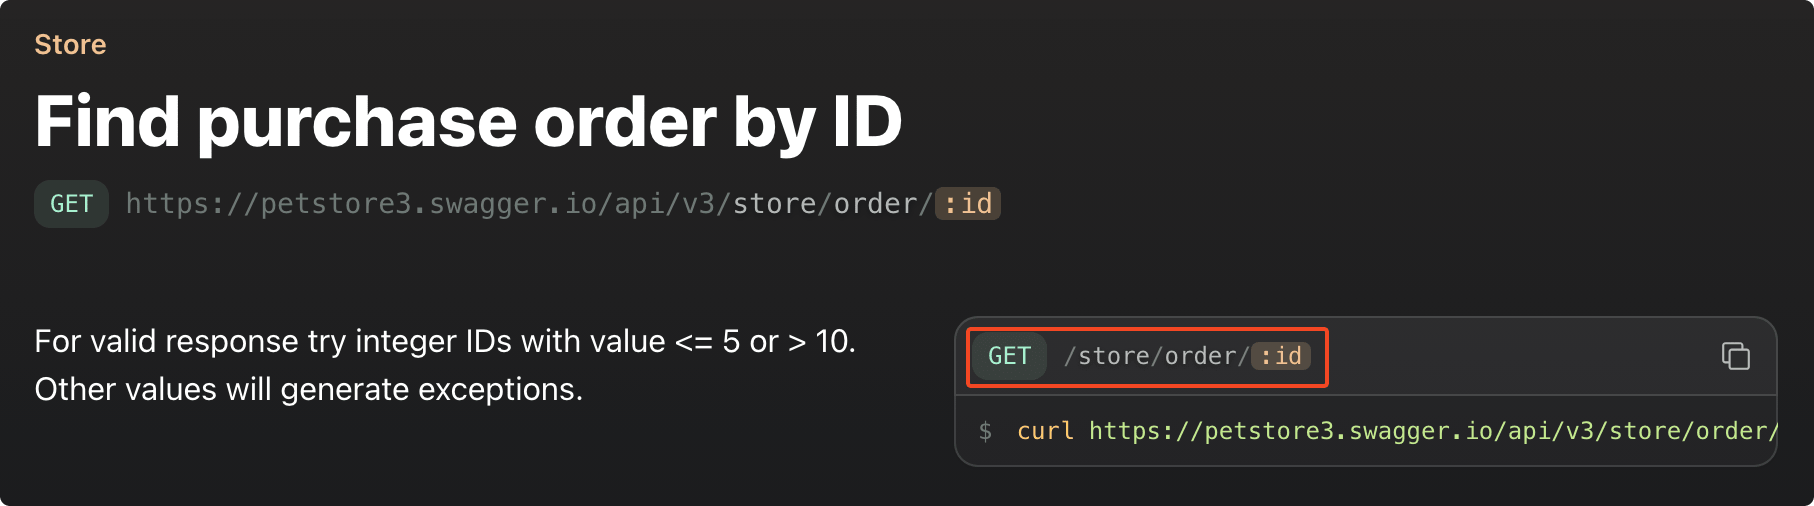 Store
Find purchase order by ID
GET https://petstore3.swagger.io/api/v3/store/order/:id
For valid response try integer IDs with value <= 5 or > 10.
Other values will generate exceptions.
GET /store/order/:id
$ curl https://petstore3.swagger.io/api/v3/store/order/